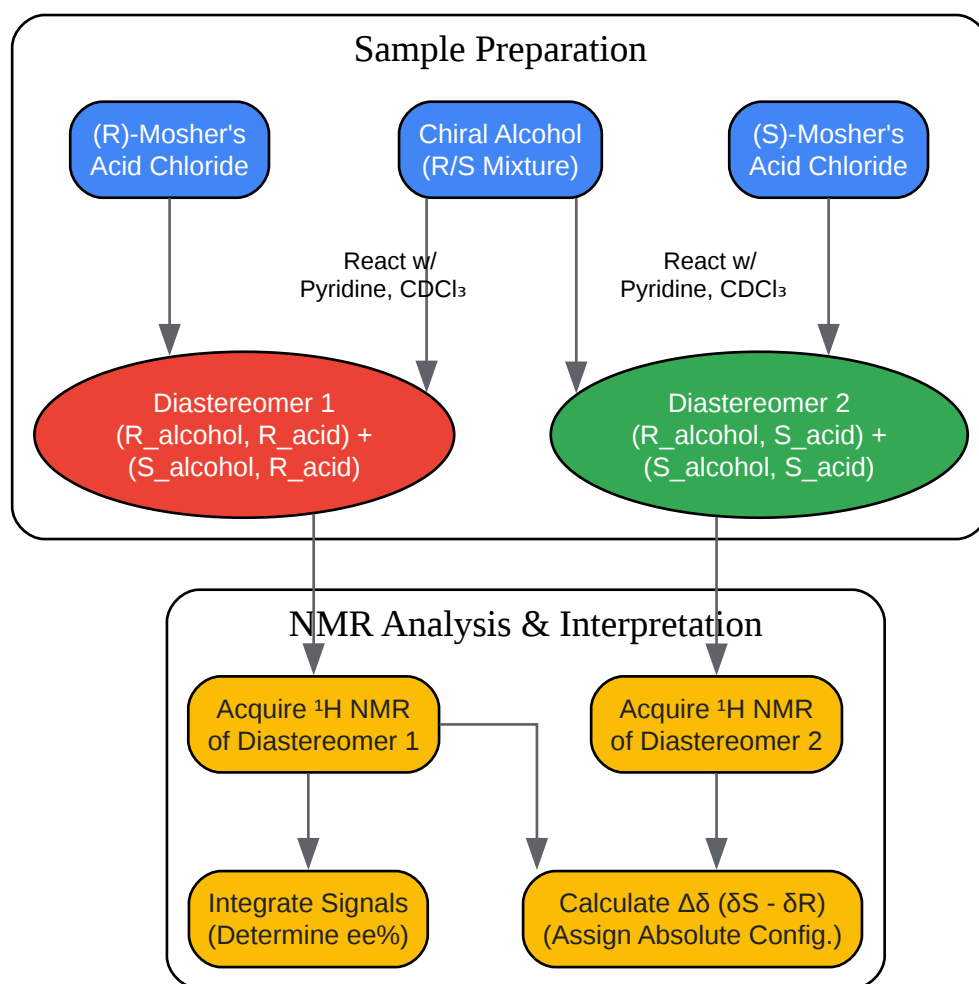 Sample Preparation
(R)-Mosher's
Acid Chloride
Chiral Alcohol
(R/S Mixture)
(S)-Mosher's
Acid Chloride
React w/
Pyridine, CDCl₃
React w/
Pyridine, CDCl₃
Diastereomer 1
(R_alcohol, R_acid) +
(S_alcohol, R_acid)
Diastereomer 2
(R_alcohol, S_acid) +
(S_alcohol, S_acid)
NMR Analysis & Interpretation
Acquire ¹H NMR
of Diastereomer 1
Acquire ¹H NMR
of Diastereomer 2
Integrate Signals
(Determine ee%)
Calculate Δδ (δS - δR)
(Assign Absolute Config.)